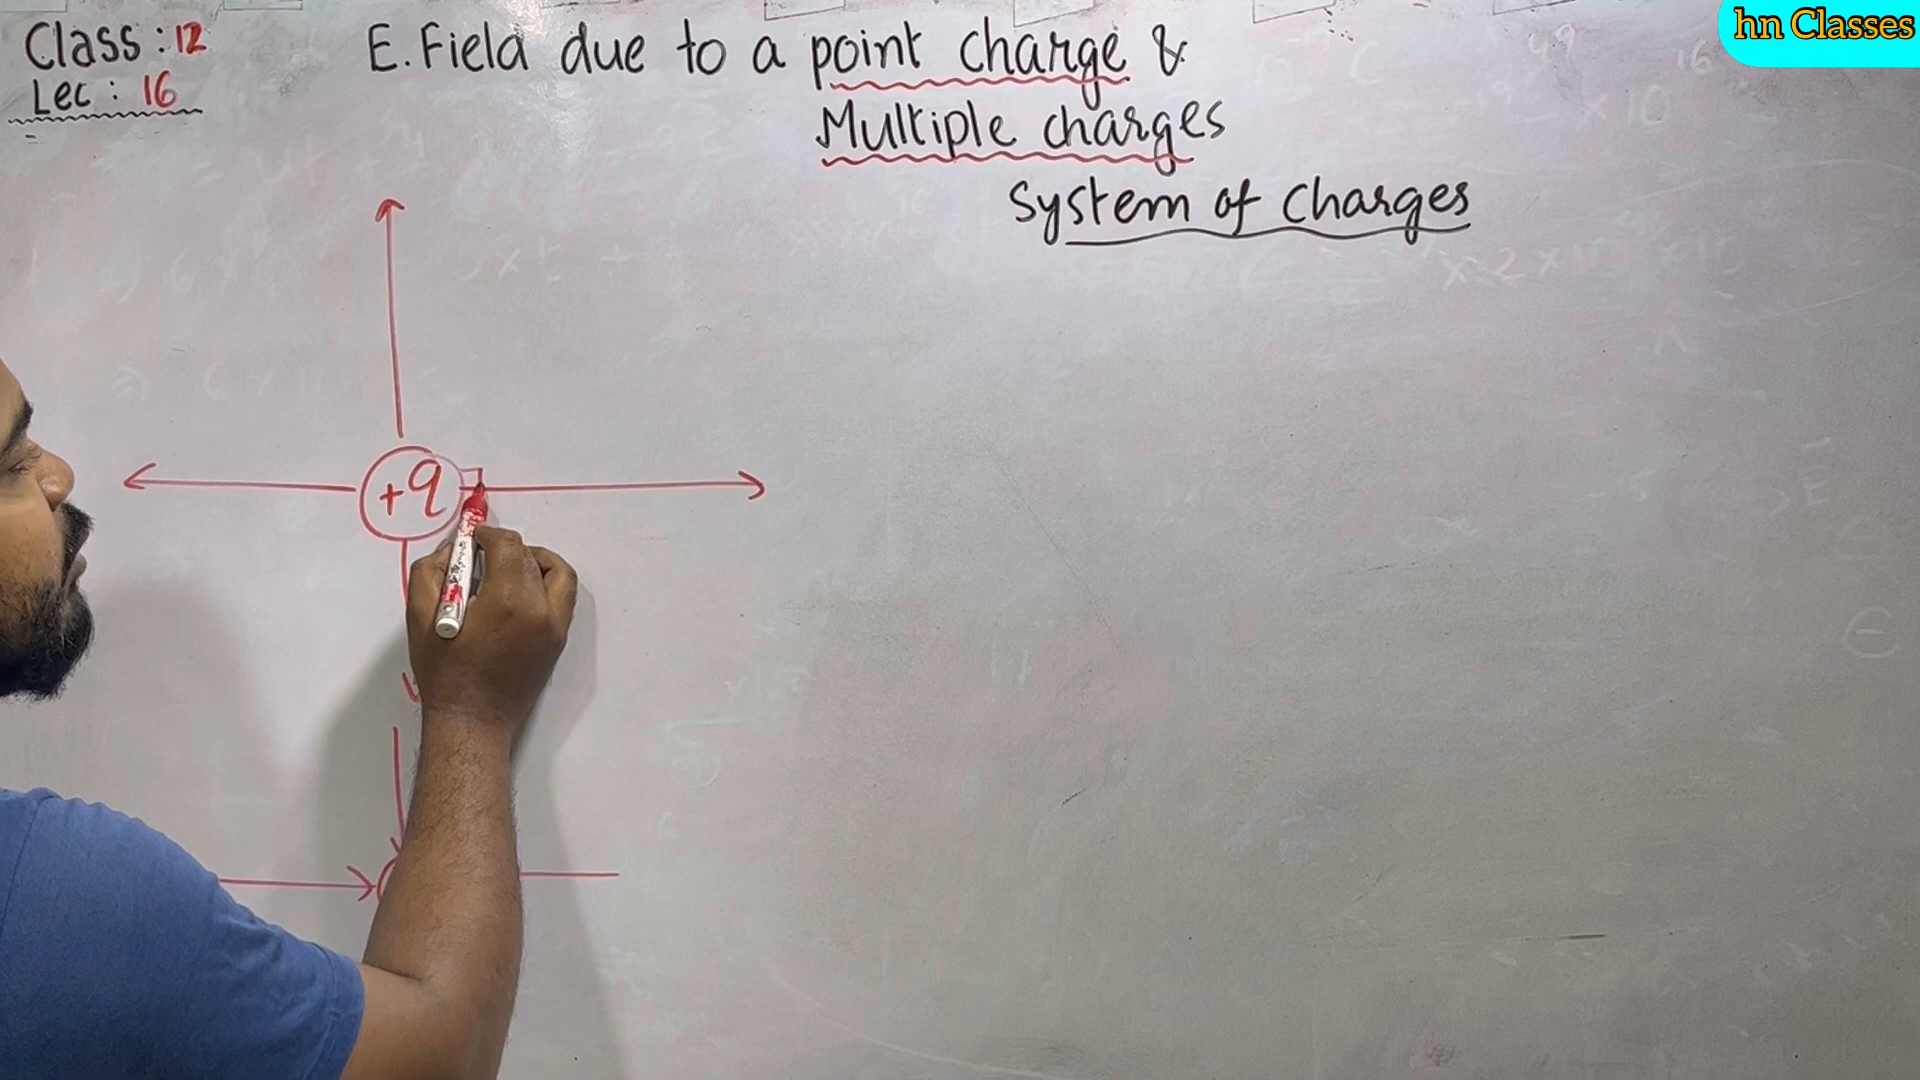 hn Classes
Class : 12
Lec : 16
E. Field due to a point charge &
Multiple charges
System of charges
+q